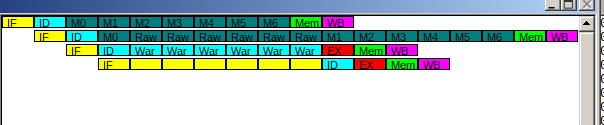 IF ID M0 M1 M2 M3 M4 M5 M6 Mem WB
IF ID M0 Raw Raw Raw Raw Raw Raw M1 M2 M3 M4 M5 M6 Mem WB
IF ID War War War War War War EX Mem WB
IF ID EX Mem WB